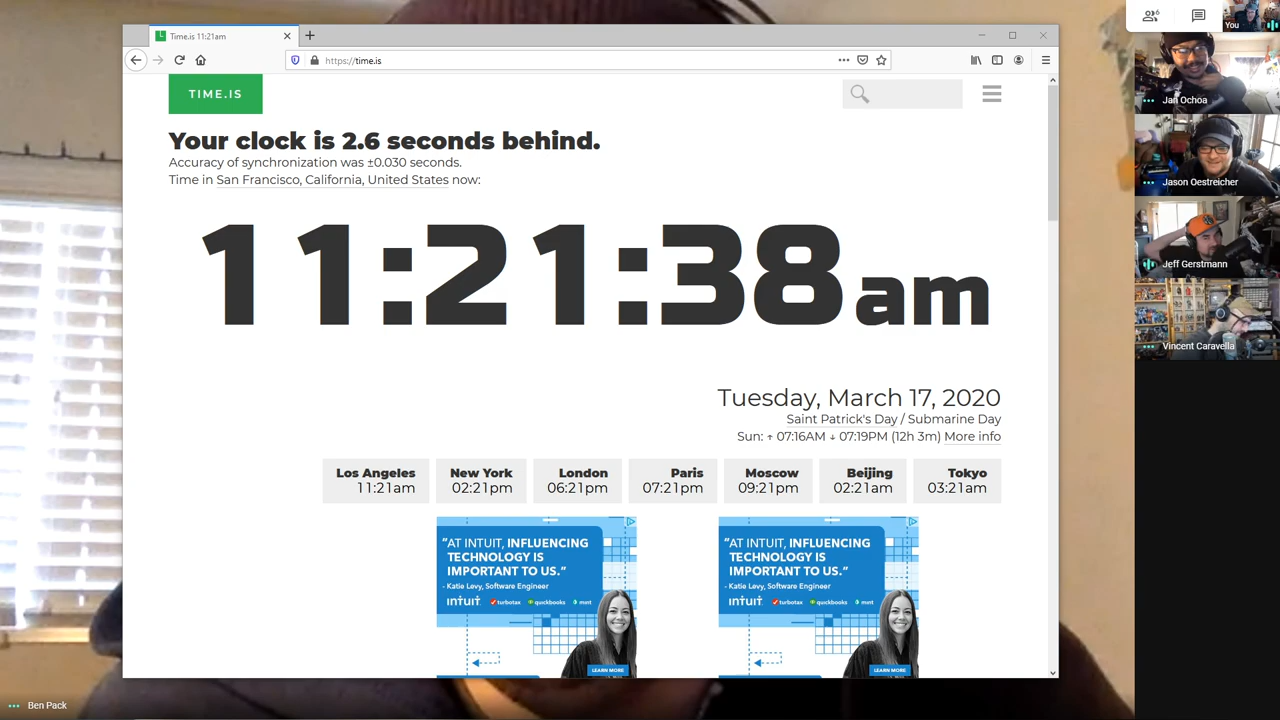 Time.is 11:21am
https://time.is
TIME.IS
Your clock is 2.6 seconds behind.
Accuracy of synchronization was ±0.030 seconds.
Time in San Francisco, California, United States now:
11:21:38am
Tuesday, March 17, 2020
Saint Patrick's Day / Submarine Day
Sun: ↑ 07:16AM ↓ 07:19PM (12h 3m) More info
Los Angeles
11:21am
New York
02:21pm
London
06:21pm
Paris
07:21pm
Moscow
09:21pm
Beijing
02:21am
Tokyo
03:21am
“AT INTUIT, INFLUENCING
TECHNOLOGY IS
IMPORTANT TO US.”
- Katie Levy, Software Engineer
intuit turbotax quickbooks mint
LEARN MORE
“AT INTUIT, INFLUENCING
TECHNOLOGY IS
IMPORTANT TO US.”
- Katie Levy, Software Engineer
intuit turbotax quickbooks mint
LEARN MORE
6
You
Jan Ochoa
Jason Oestreicher
Jeff Gerstmann
Vincent Caravella
Ben Pack